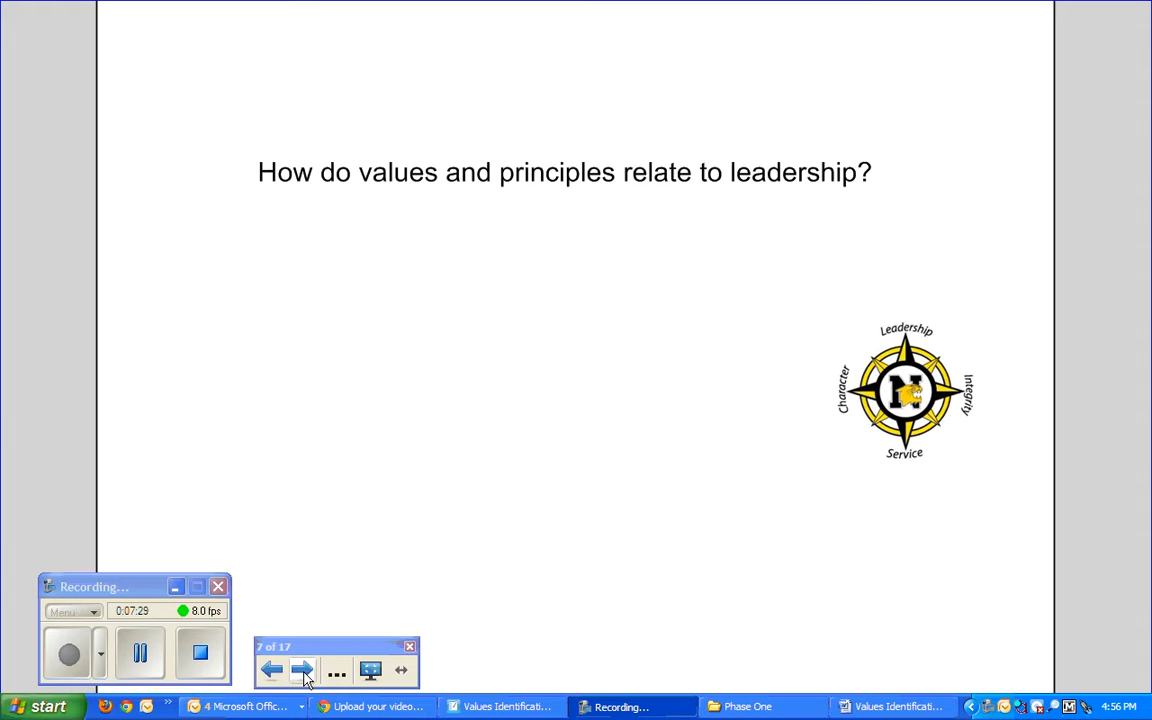 How do values and principles relate to leadership?
Leadership
Character
Integrity
N
Service
Recording...
Menu
0:07:29
8.0 fps
7 of 17
...
start
»
4 Microsoft Offic...
Upload your video...
Values Identificati...
Recording...
Phase One
Values Identificati...
M
4:56 PM